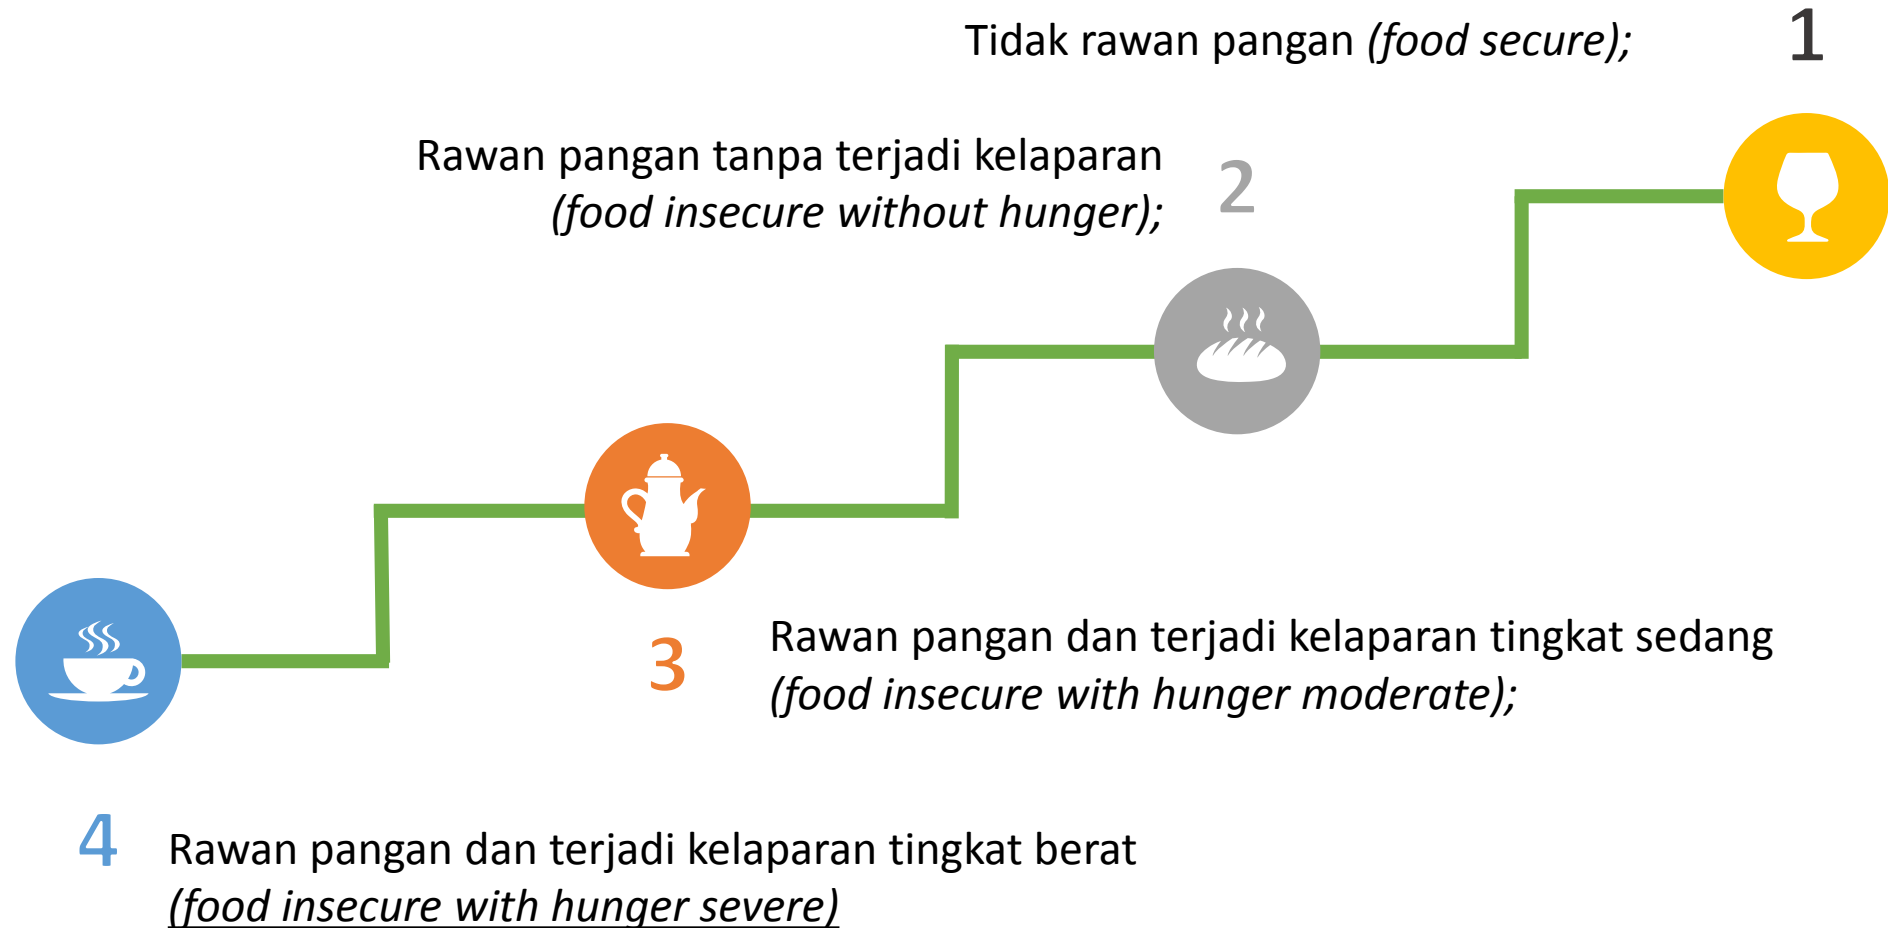 Tidak rawan pangan (food secure);
1
Rawan pangan tanpa terjadi kelaparan
(food insecure without hunger);
2
3
Rawan pangan dan terjadi kelaparan tingkat sedang
(food insecure with hunger moderate);
4
Rawan pangan dan terjadi kelaparan tingkat berat
(food insecure with hunger severe)